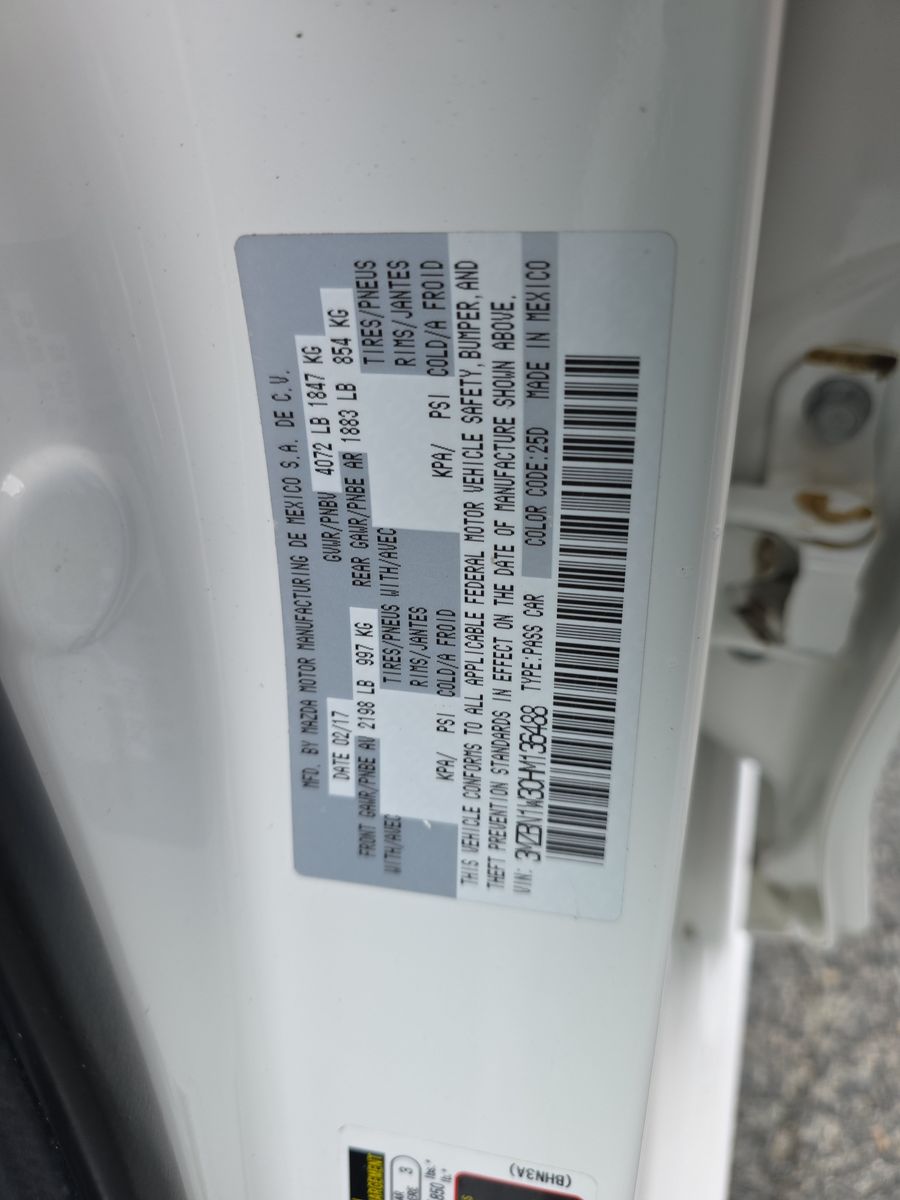 MFD. BY MAZDA MOTOR MANUFACTURING DE MEXICO S.A. DE C.V.
DATE 02/17 GVWR/PNBV 4072 LB 1847 KG
FRONT GAWR/PNBE AV 2198 LB 997 KG REAR GAWR/PNBE AR 1883 LB 854 KG
WITH/AVEC TIRES/PNEUS WITH/AVEC TIRES/PNEUS
RIMS/JANTES RIMS/JANTES
KPA/ PSI COLD/A FROID KPA/ PSI COLD/A FROID
THIS VEHICLE CONFORMS TO ALL APPLICABLE FEDERAL MOTOR VEHICLE SAFETY, BUMPER, AND
THEFT PREVENTION STANDARDS IN EFFECT ON THE DATE OF MANUFACTURE SHOWN ABOVE.
VIN: 3MZBN1W30HM136488 TYPE:PASS CAR COLOR CODE:25D MADE IN MEXICO
3
850 lbs.*
(BHN3A)